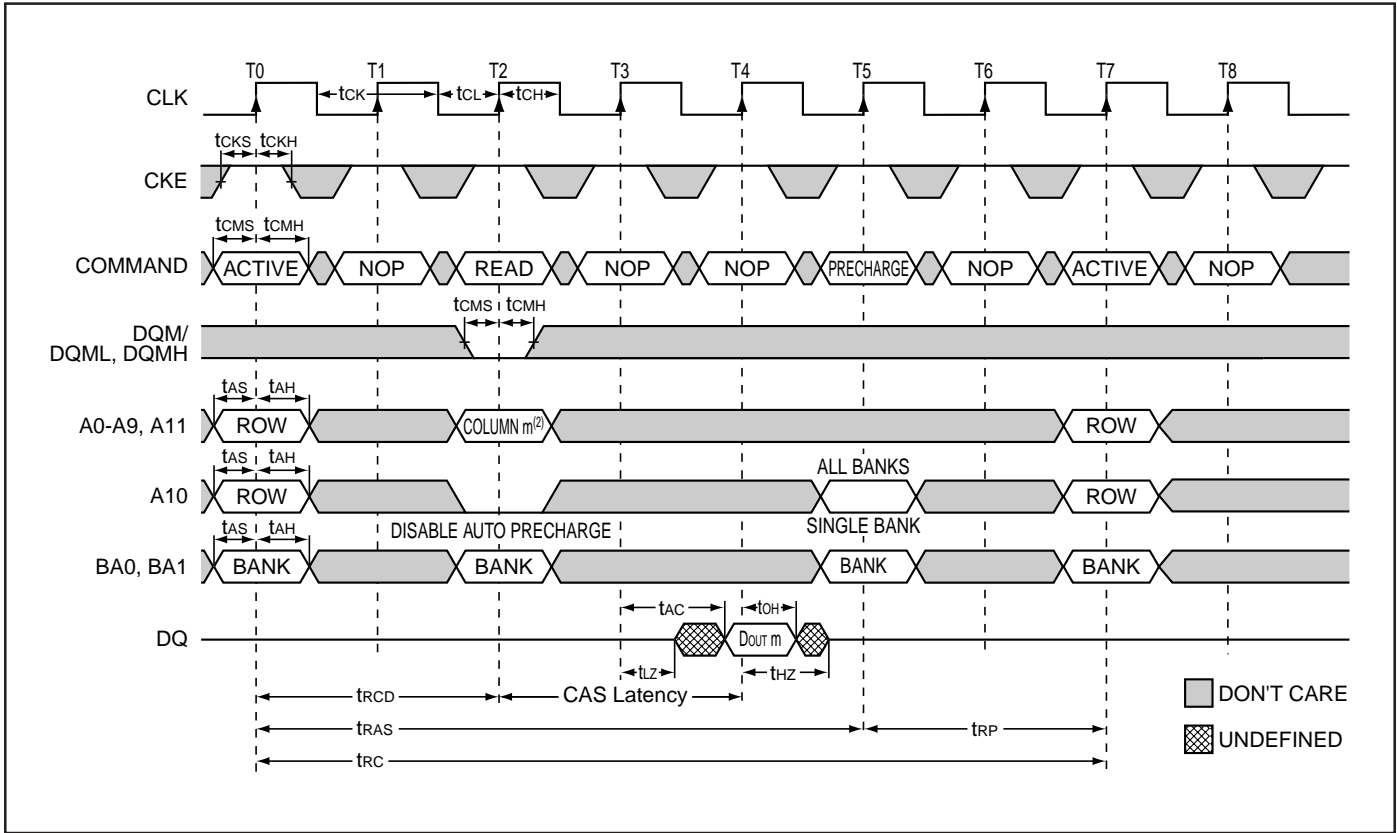 T0 T1 T2 T3 T4 T5 T6 T7 T8
CLK
tCK tCL tCH
tCKS tCKH
CKE
tCMS tCMH
COMMAND ACTIVE NOP READ NOP NOP PRECHARGE NOP ACTIVE NOP
tCMS tCMH
DQM/
DQML, DQMH
tAS tAH
A0-A9, A11 ROW COLUMN m(2) ROW
tAS tAH
ALL BANKS
A10 ROW ROW
DISABLE AUTO PRECHARGE
SINGLE BANK
tAS tAH
BA0, BA1 BANK BANK BANK BANK
tAC tOH
DQ DOUT m
tLZ tHZ
tRCD CAS Latency
tRAS tRP
tRC
DON'T CARE
UNDEFINED